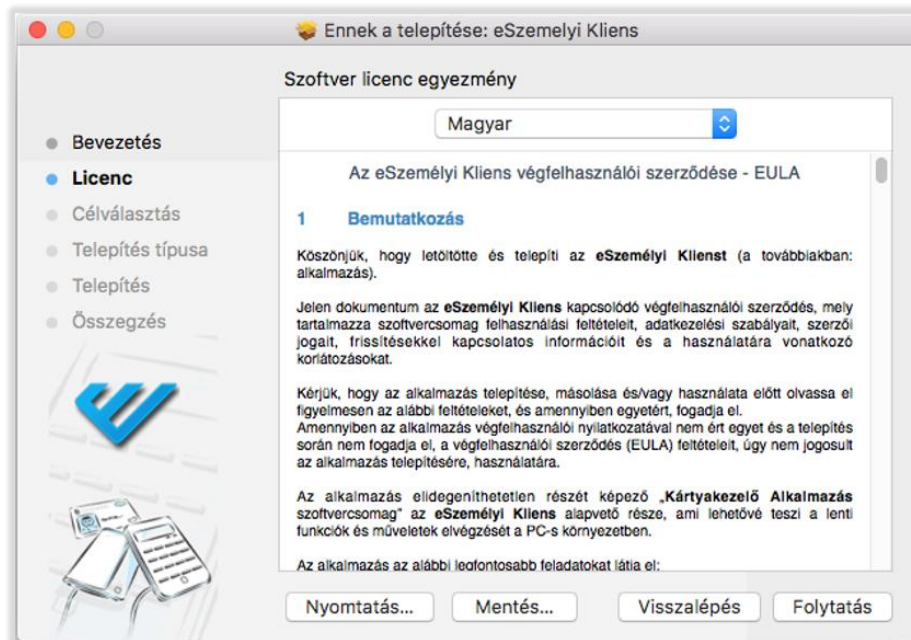 Ennek a telepítése: eSzemelyi Kliens
Szoftver licenc egyezmény
Bevezetés
Licenc
Célválasztás
Telepítés típusa
Telepítés
Összegzés
Magyar
Az eSzemélyi Kliens végfelhasználói szerződése - EULA
1 Bemutatkozás
Köszönjük, hogy letöltötte és telepíti az eSzemélyi Klienst (a továbbiakban:
alkalmazás).
Jelen dokumentum az eSzemélyi Kliens kapcsolódó végfelhasználói szerződés, mely
tartalmazza szoftvercsomag felhasználási feltételeit, adatkezelési szabályait, szerzői
jogait, frissítésekkel kapcsolatos információit és a használatára vonatkozó
korlátozásokat.
Kérjük, hogy az alkalmazás telepítése, másolása és/vagy használata előtt olvassa el
figyelmesen az alábbi feltételeket, és amennyiben egyetért, fogadja el.
Amennyiben az alkalmazás végfelhasználói nyilatkozatával nem ért egyet és a telepítés
során nem fogadja el, a végfelhasználói szerződés (EULA) feltételeit, úgy nem jogosult
az alkalmazás telepítésére, használatára.
Az alkalmazás elidegeníthetetlen részét képező „Kártyakezelő Alkalmazás
szoftvercsomag" az eSzemélyi Kliens alapvető része, ami lehetővé teszi a lenti
funkciók és műveletek elvégzését a PC-s környezetben.
Az alkalmazás az alábbi legfontosabb feladatokat látja el:
Nyomtatás...
Mentés...
Visszalépés
Folytatás